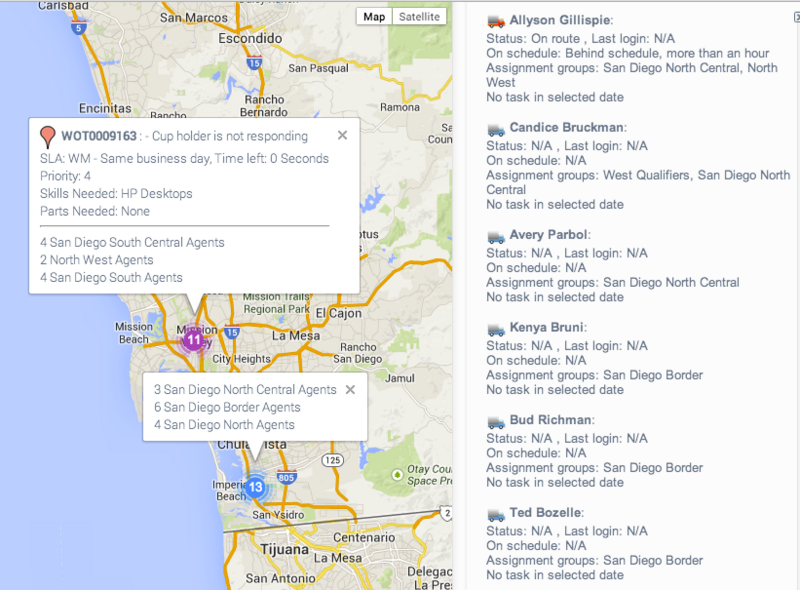 Carlsbad
San Marcos
5
Escondido
15
San Pasqual
Encinitas
Rancho
Bernardo
Ramona
Map
Satellite
WOT0009163 : - Cup holder is not responding
SLA: WM - Same business day, Time left: 0 Seconds
Priority: 4
Skills Needed: HP Desktops
Parts Needed: None
4 San Diego South Central Agents
2 North West Agents
4 San Diego South Agents
Mission Trails
Regional Park
El Cajon
Mission
Beach
Mission
11
15
La Mesa
City Heights
Rancho
San Diego
Jamul
3 San Diego North Central Agents
6 San Diego Border Agents
4 San Diego North Agents
125
805
Otay Cou
Space Pr
13
Beach
San Ysidro
2
Tijuana
Centenario
La Mesa
San Antonio
Delegac
La Pres
Allyson Gillispie:
Status: On route , Last login: N/A
On schedule: Behind schedule, more than an hour
Assignment groups: San Diego North Central, North
West
No task in selected date
Candice Bruckman:
Status: N/A , Last login: N/A
On schedule: N/A
Assignment groups: West Qualifiers, San Diego North
Central
No task in selected date
Avery Parbol:
Status: N/A , Last login: N/A
On schedule: N/A
Assignment groups: San Diego North Central
No task in selected date
Kenya Bruni:
Status: N/A , Last login: N/A
On schedule: N/A
Assignment groups: San Diego Border
No task in selected date
Bud Richman:
Status: N/A , Last login: N/A
On schedule: N/A
Assignment groups: San Diego Border
No task in selected date
Ted Bozelle:
Status: N/A , Last login: N/A
On schedule: N/A
Assignment groups: San Diego Border
No task in selected date